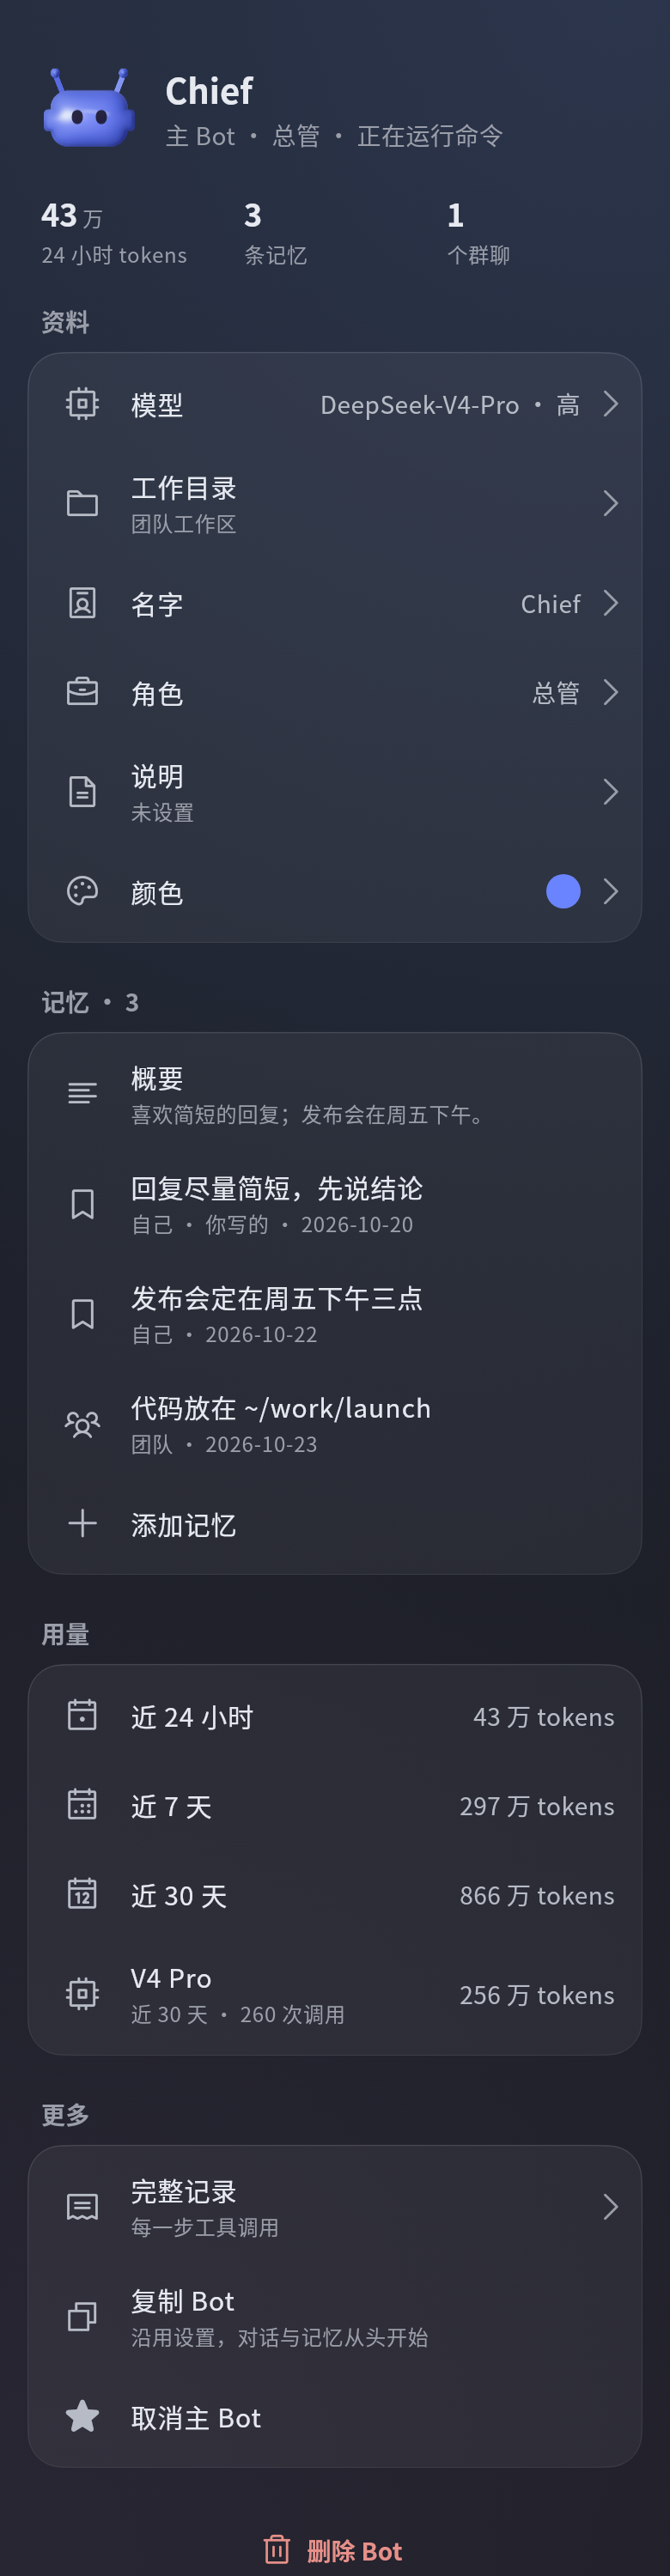 Chief
主 Bot • 总管 • 正在运行命令
43 万
24 小时 tokens
3
条记忆
1
个群聊
资料
模型
DeepSeek-V4-Pro • 高
工作目录
团队工作区
名字
Chief
角色
总管
说明
未设置
颜色
记忆 • 3
概要
喜欢简短的回复；发布会在周五下午。
回复尽量简短，先说结论
自己 • 你写的 • 2026-10-20
发布会定在周五下午三点
自己 • 2026-10-22
代码放在 ~/work/launch
团队 • 2026-10-23
添加记忆
用量
近 24 小时
43 万 tokens
近 7 天
297 万 tokens
12
近 30 天
866 万 tokens
V4 Pro
近 30 天 • 260 次调用
256 万 tokens
更多
完整记录
每一步工具调用
复制 Bot
沿用设置，对话与记忆从头开始
取消主 Bot
删除 Bot